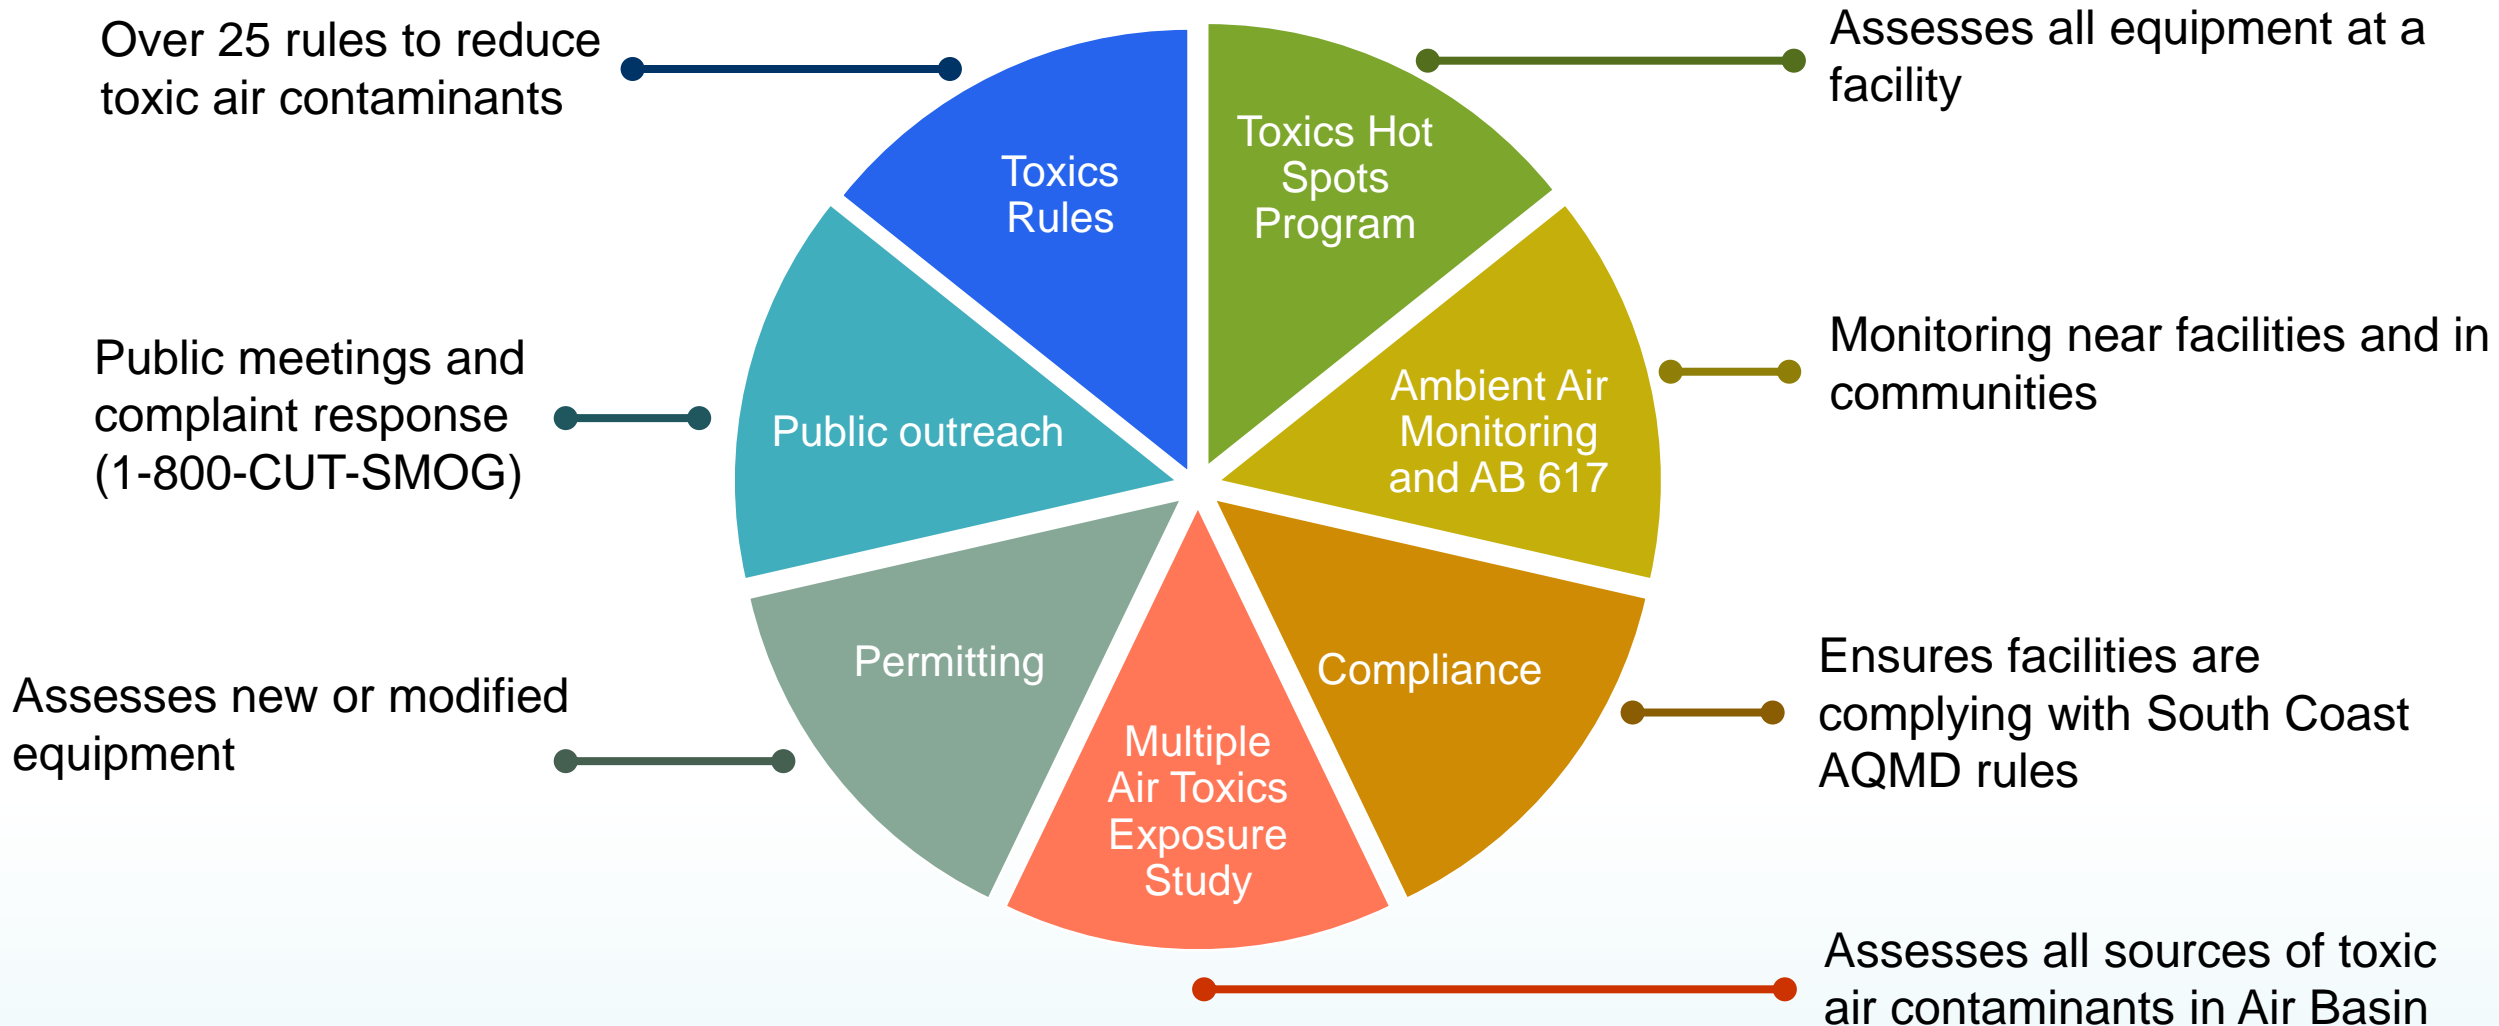 Over 25 rules to reduce
toxic air contaminants
Toxics
Rules
Toxics Hot
Spots
Program
Assesses all equipment at a
facility
Public meetings and
complaint response
(1-800-CUT-SMOG)
Public outreach
Ambient Air
Monitoring
and AB 617
Monitoring near facilities and in
communities
Assesses new or modified
equipment
Permitting
Compliance
Ensures facilities are
complying with South Coast
AQMD rules
Multiple
Air Toxics
Exposure
Study
Assesses all sources of toxic
air contaminants in Air Basin